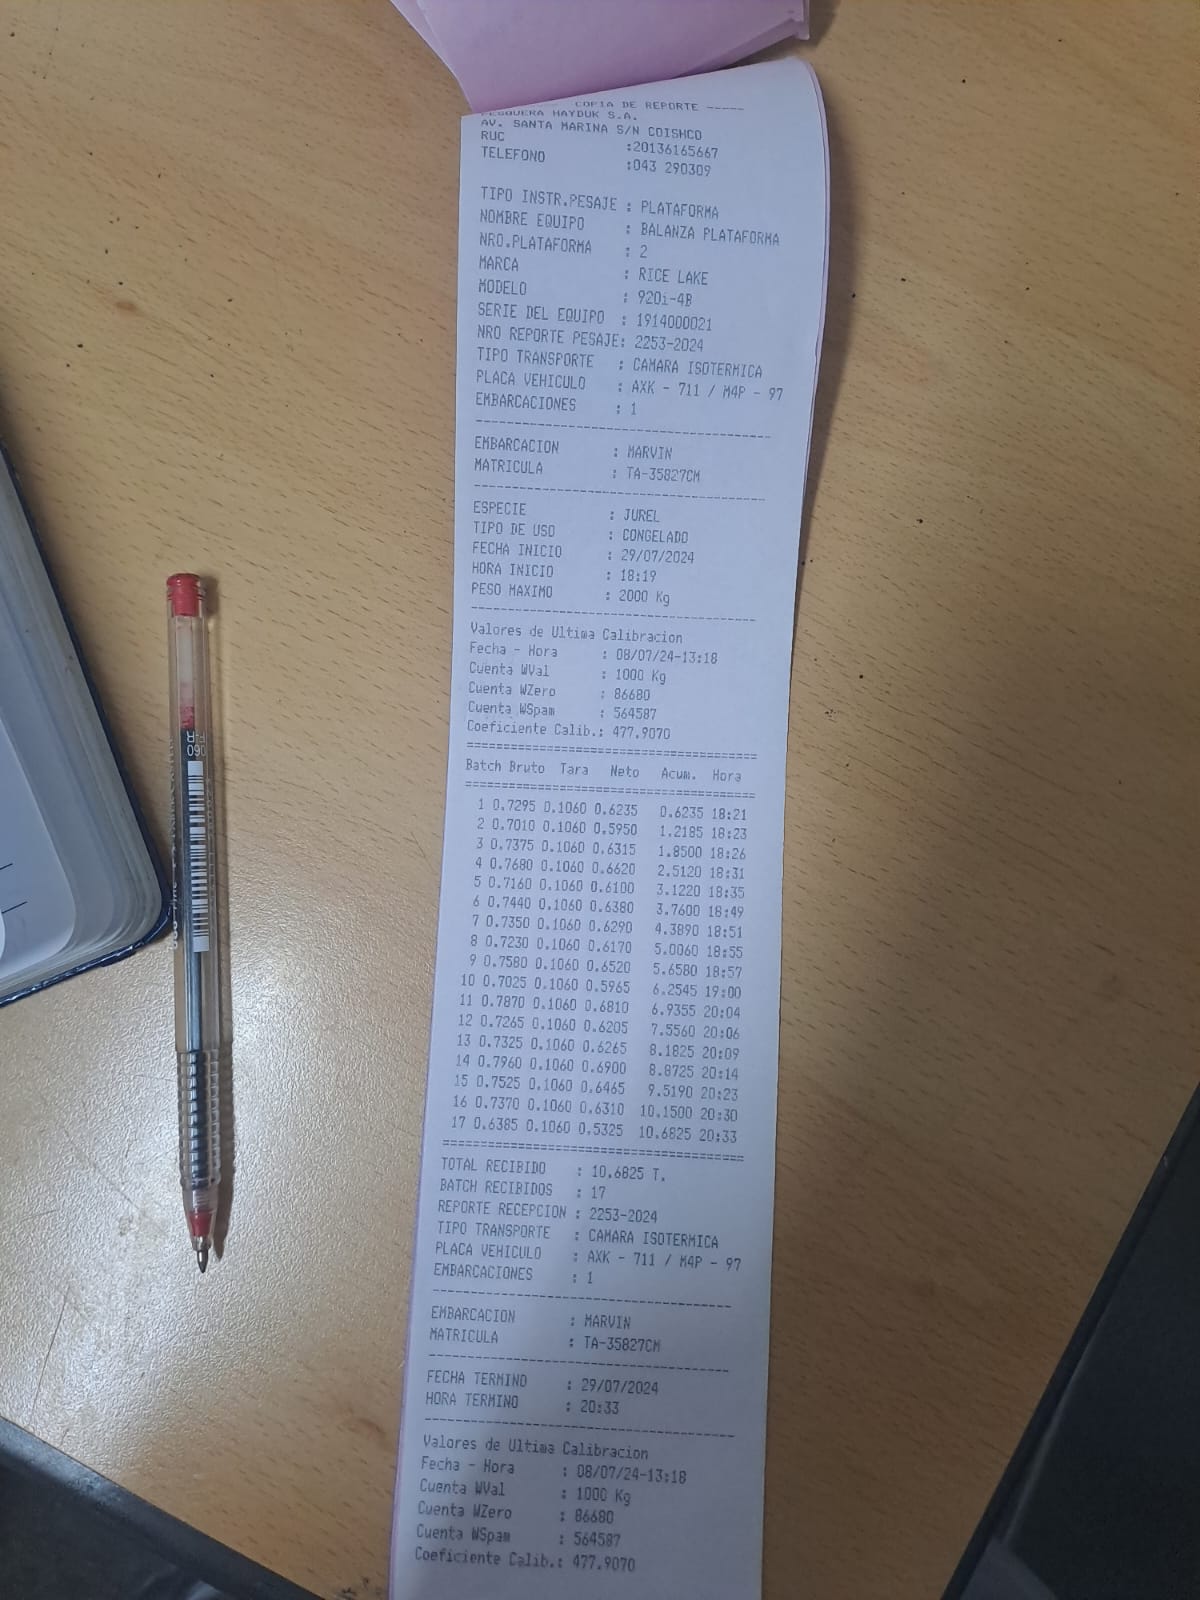 ----- COPIA DE REPORTE -----
PESQUERA HAYDUK S.A.
AV. SANTA MARINA S/N COISHCO
RUC :20136165667
TELEFONO :043 290309
TIPO INSTR.PESAJE : PLATAFORMA
NOMBRE EQUIPO : BALANZA PLATAFORMA
NRO.PLATAFORMA : 2
MARCA : RICE LAKE
MODELO : 920i-4B
SERIE DEL EQUIPO : 1914000021
NRO REPORTE PESAJE: 2253-2024
TIPO TRANSPORTE : CAMARA ISOTERMICA
PLACA VEHICULO : AXK - 711 / M4P - 97
EMBARCACIONES : 1
----------------------------------------
EMBARCACION : MARVIN
MATRICULA : TA-35827CM
----------------------------------------
ESPECIE : JUREL
TIPO DE USO : CONGELADO
FECHA INICIO : 29/07/2024
HORA INICIO : 18:19
PESO MAXIMO : 2000 Kg
----------------------------------------
Valores de Ultima Calibracion
Fecha - Hora : 08/07/24-13:18
Cuenta WVal : 1000 Kg
Cuenta WZero : 86680
Cuenta WSpam : 564587
Coeficiente Calib.: 477.9070
========================================
Batch Bruto Tara Neto Acum. Hora
========================================
1 0.7295 0.1060 0.6235 0.6235 18:21
2 0.7010 0.1060 0.5950 1.2185 18:23
3 0.7375 0.1060 0.6315 1.8500 18:26
4 0.7680 0.1060 0.6620 2.5120 18:31
5 0.7160 0.1060 0.6100 3.1220 18:35
6 0.7440 0.1060 0.6380 3.7600 18:49
7 0.7350 0.1060 0.6290 4.3890 18:51
8 0.7230 0.1060 0.6170 5.0060 18:55
9 0.7580 0.1060 0.6520 5.6580 18:57
10 0.7025 0.1060 0.5965 6.2545 19:00
11 0.7870 0.1060 0.6810 6.9355 20:04
12 0.7265 0.1060 0.6205 7.5560 20:06
13 0.7325 0.1060 0.6265 8.1825 20:09
14 0.7960 0.1060 0.6900 8.8725 20:14
15 0.7525 0.1060 0.6465 9.5190 20:23
16 0.7370 0.1060 0.6310 10.1500 20:30
17 0.6385 0.1060 0.5325 10.6825 20:33
========================================
TOTAL RECIBIDO : 10.6825 T.
BATCH RECIBIDOS : 17
REPORTE RECEPCION : 2253-2024
TIPO TRANSPORTE : CAMARA ISOTERMICA
PLACA VEHICULO : AXK - 711 / M4P - 97
EMBARCACIONES : 1
----------------------------------------
EMBARCACION : MARVIN
MATRICULA : TA-35827CM
----------------------------------------
FECHA TERMINO : 29/07/2024
HORA TERMINO : 20:33
----------------------------------------
Valores de Ultima Calibracion
Fecha - Hora : 08/07/24-13:18
Cuenta WVal : 1000 Kg
Cuenta WZero : 86680
Cuenta WSpam : 564587
Coeficiente Calib.: 477.9070
060